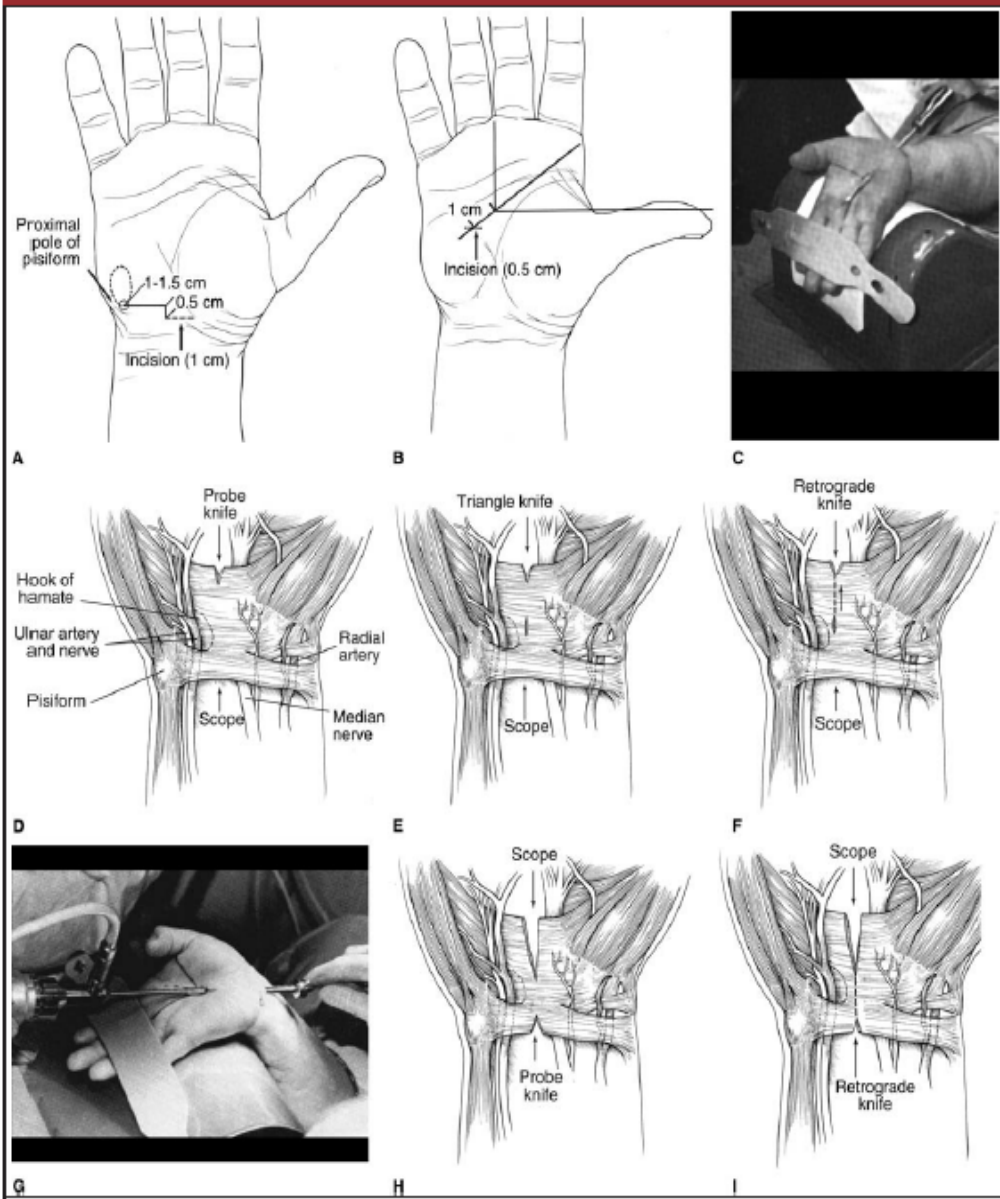 Proximal
pole of
pisiform
1-1.5 cm
0.5 cm
Incision (1 cm)
A
1 cm
Incision (0.5 cm)
B
C
Probe
knife
Hook of
hamate
Ulnar artery
and nerve
Pisiform
Scope
Radial
artery
Median
nerve
D
Triangle knife
Scope
E
Retrograde
knife
Scope
F
G
Scope
Probe
knife
H
Scope
Retrograde
knife
I